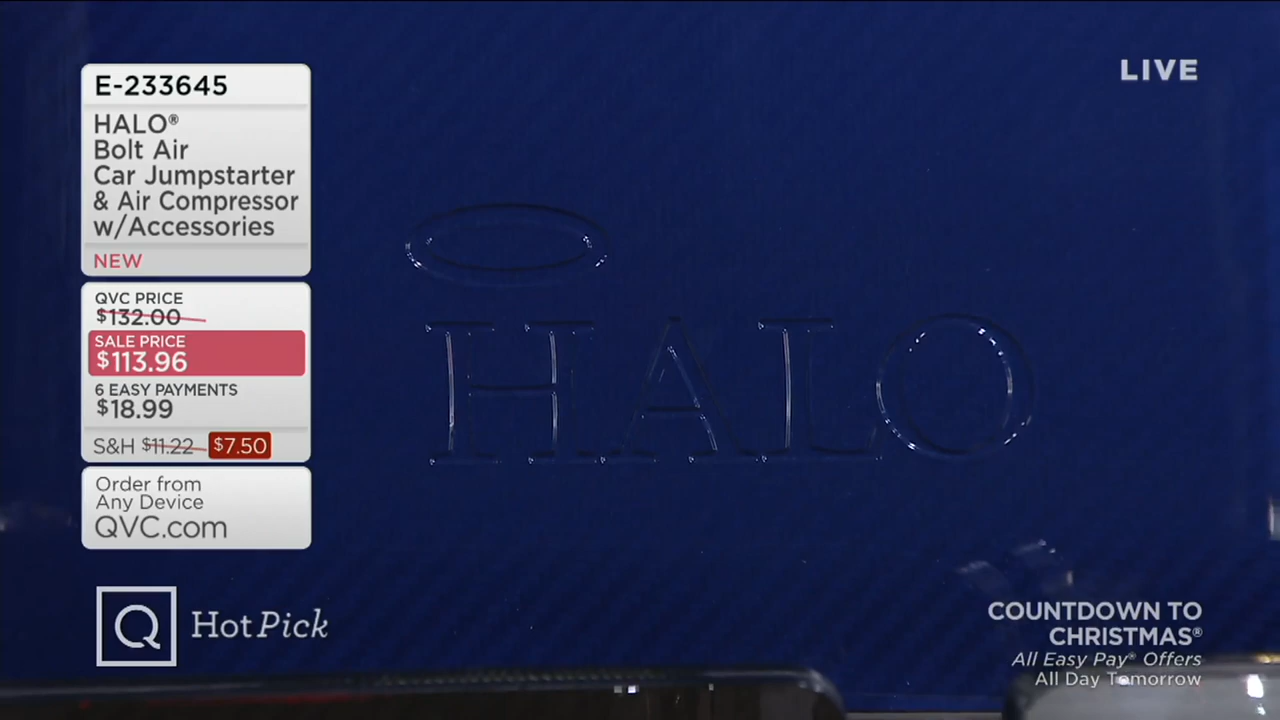 E-233645
HALO®
Bolt Air
Car Jumpstarter
& Air Compressor
w/Accessories
NEW
QVC PRICE
$132.00
SALE PRICE
$113.96
6 EASY PAYMENTS
$18.99
S&H $11.22 $7.50
Order from
Any Device
QVC.com
Q HotPick
LIVE
HALO
COUNTDOWN TO
CHRISTMAS®
All Easy Pay® Offers
All Day Tomorrow